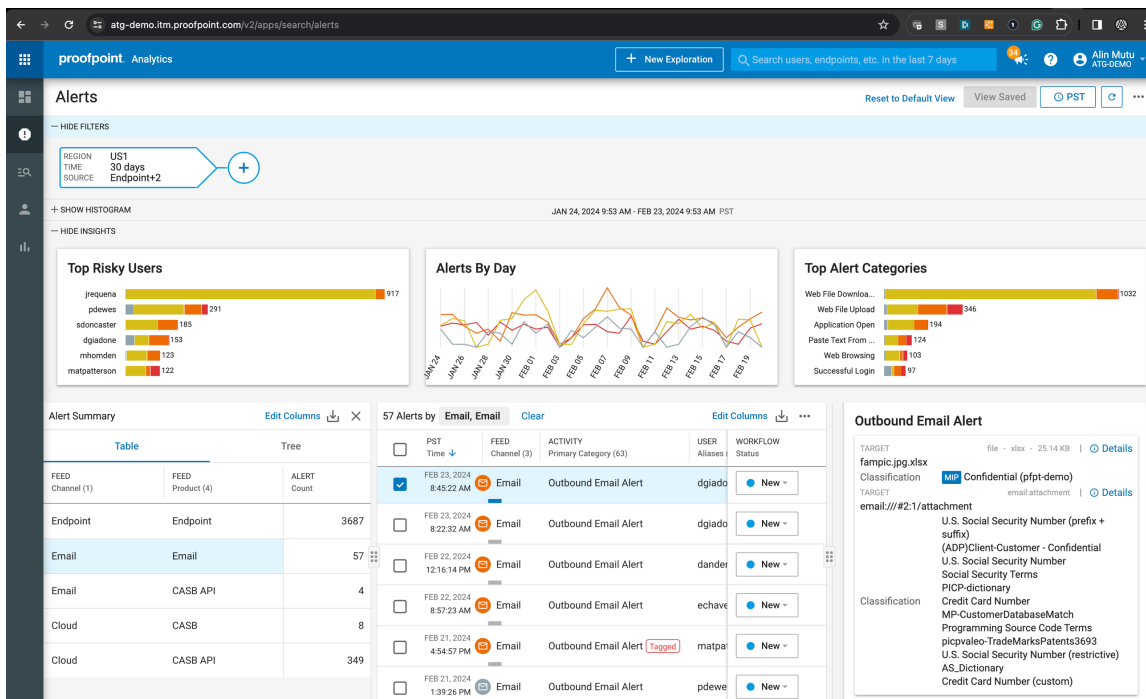 atg-demo.itm.proofpoint.com/v2/apps/search/alerts
proofpoint. Analytics
+ New Exploration
Search users, endpoints, etc. in the last 7 days
34
?
Alin Mutu
ATG-DEMO
Alerts
Reset to Default View
View Saved
PST
HIDE FILTERS
REGION US1
TIME 30 days
SOURCE Endpoint+2
SHOW HISTOGRAM
JAN 24, 2024 9:53 AM - FEB 23, 2024 9:53 AM PST
HIDE INSIGHTS
Top Risky Users
jrequena 917
pdewes 291
sdoncaster 185
dgiadone 153
mhornden 123
matpatterson 122
Alerts By Day
JAN 24 JAN 26 JAN 28 JAN 30 FEB 01 FEB 03 FEB 05 FEB 07 FEB 09 FEB 11 FEB 13 FEB 15 FEB 17 FEB 19
Top Alert Categories
Web File Downloa... 1032
Web File Upload 346
Application Open 194
Paste Text From ... 124
Web Browsing 103
Successful Login 97
Alert Summary Edit Columns
Table Tree
FEED FEED ALERT
Channel (1) Product (4) Count
Endpoint Endpoint 3687
Email Email 57
Email CASB API 4
Cloud CASB 8
Cloud CASB API 349
57 Alerts by Email, Email Clear Edit Columns
PST FEED ACTIVITY USER WORKFLOW
Time Channel (3) Primary Category (63) Aliases Status
FEB 23, 2024
8:45:22 AM Email Outbound Email Alert dgiado New
FEB 23, 2024
8:22:32 AM Email Outbound Email Alert dgiado New
FEB 22, 2024
12:16:14 PM Email Outbound Email Alert dander New
FEB 22, 2024
8:57:23 AM Email Outbound Email Alert echave New
FEB 21, 2024
4:54:57 PM Email Outbound Email Alert Tagged matpa New
FEB 21, 2024
1:39:26 PM Email Outbound Email Alert pdewe New
Outbound Email Alert
TARGET file - xlsx - 25.14 KB | Details
fampic.jpg.xlsx
Classification MIP Confidential (pfpt-demo)
TARGET email:attachment | Details
email:///#2:1/attachment
U.S. Social Security Number (prefix +
suffix)
(ADP)Client-Customer - Confidential
U.S. Social Security Number
Social Security Terms
PICP-dictionary
Classification Credit Card Number
MP-CustomerDatabaseMatch
Programming Source Code Terms
picpvaleo-TradeMarksPatents3693
U.S. Social Security Number (restrictive)
AS_Dictionary
Credit Card Number (custom)